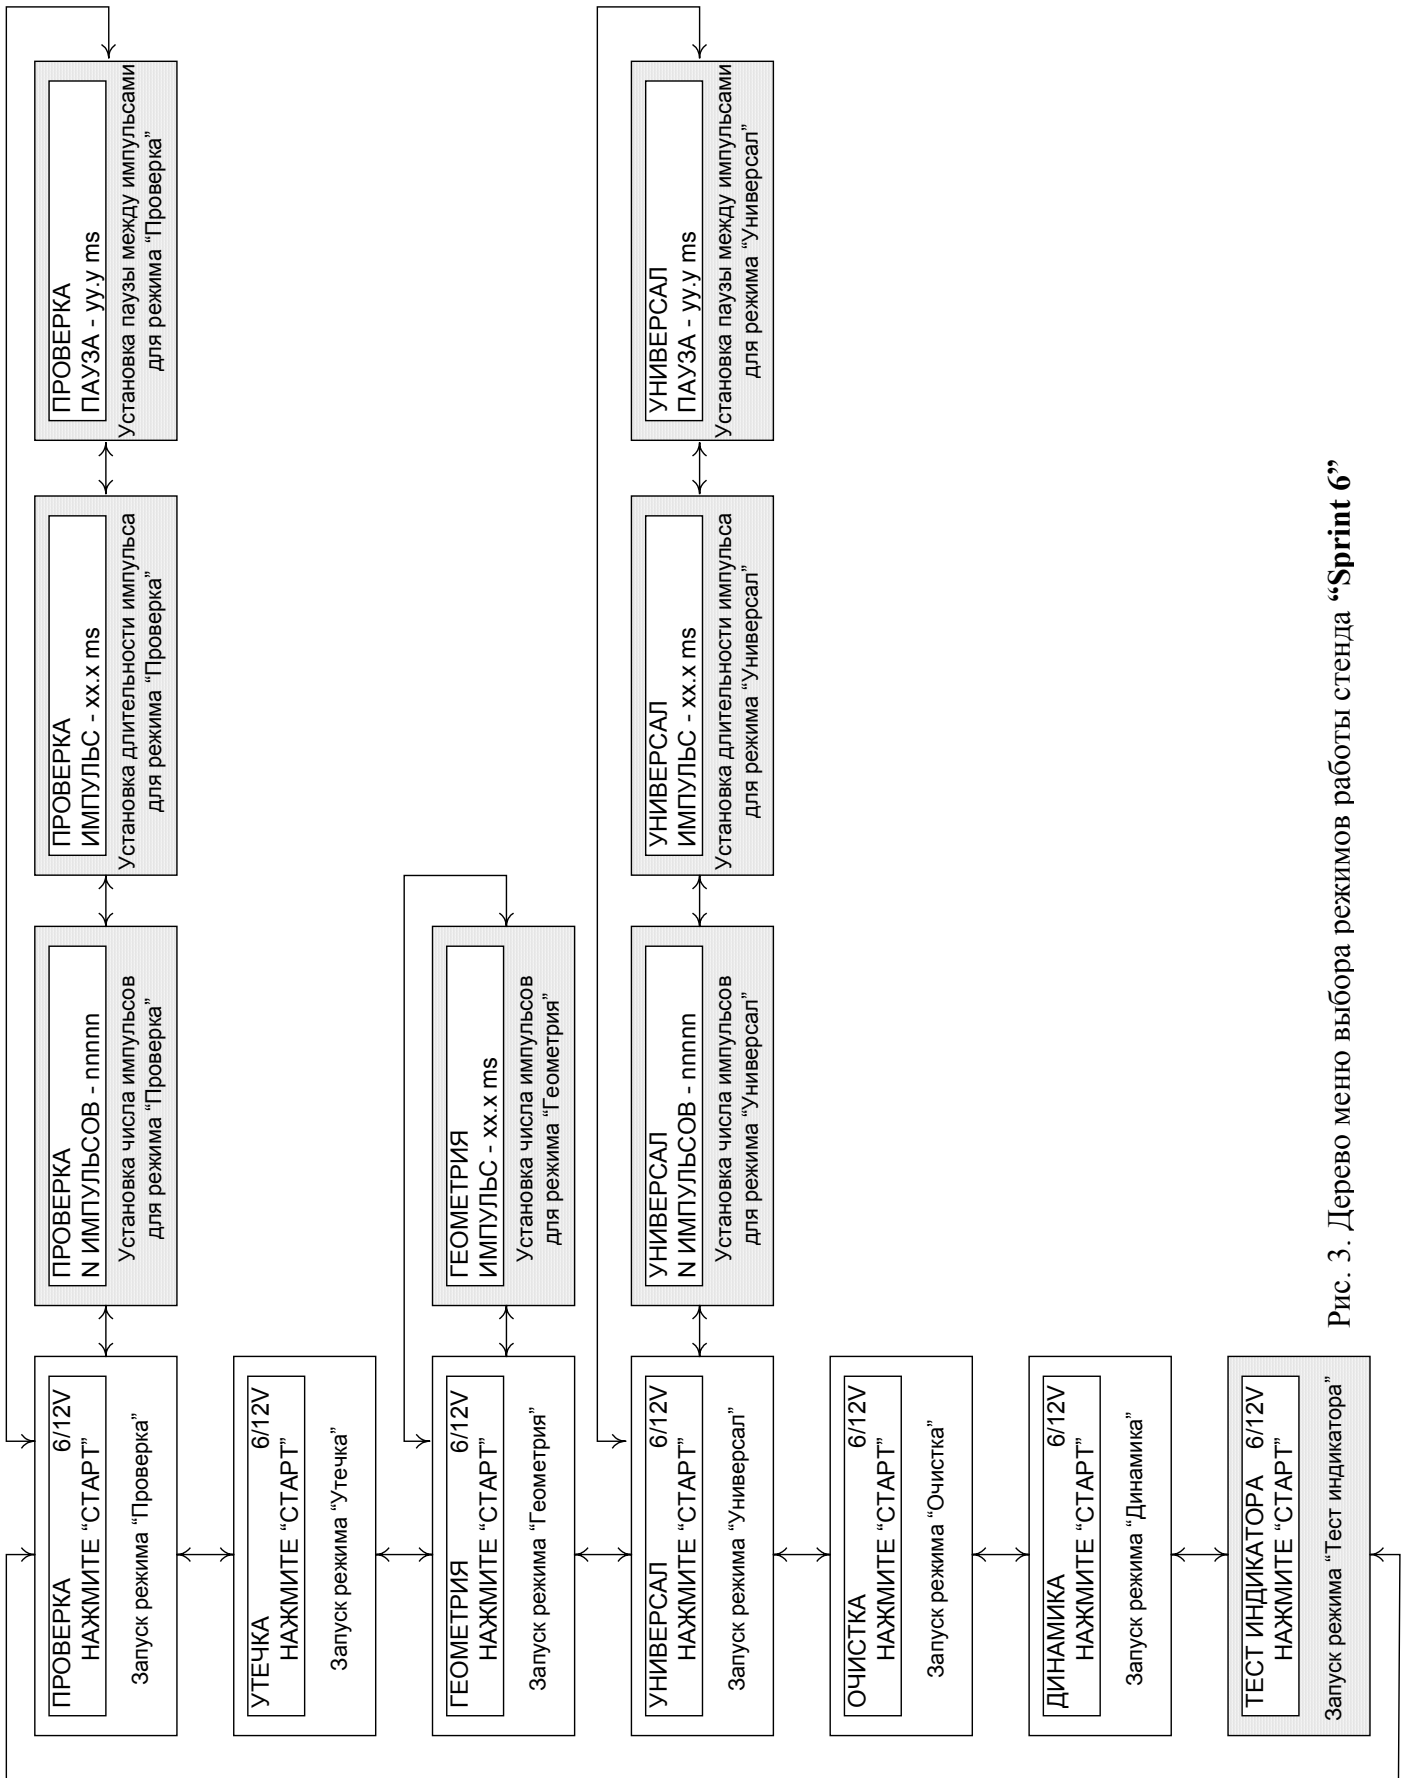 ПРОВЕРКА 6/12V
НАЖМИТЕ “СТАРТ”
Запуск режима “Проверка”
ПРОВЕРКА
N ИМПУЛЬСОВ - nnnnn
Установка числа импульсов
для режима “Проверка”
ПРОВЕРКА
ИМПУЛЬС - xx.x ms
Установка длительности импульса
для режима “Проверка”
ПРОВЕРКА
ПАУЗА - yy.y ms
Установка паузы между импульсами
для режима “Проверка”
УТЕЧКА 6/12V
НАЖМИТЕ “СТАРТ”
Запуск режима “Утечка”
ГЕОМЕТРИЯ 6/12V
НАЖМИТЕ “СТАРТ”
Запуск режима “Геометрия”
ГЕОМЕТРИЯ
ИМПУЛЬС - xx.x ms
Установка числа импульсов
для режима “Геометрия”
УНИВЕРСАЛ 6/12V
НАЖМИТЕ “СТАРТ”
Запуск режима “Универсал”
УНИВЕРСАЛ
N ИМПУЛЬСОВ - nnnnn
Установка числа импульсов
для режима “Универсал”
УНИВЕРСАЛ
ИМПУЛЬС - xx.x ms
Установка длительности импульса
для режима “Универсал”
УНИВЕРСАЛ
ПАУЗА - yy.y ms
Установка паузы между импульсами
для режима “Универсал”
ОЧИСТКА 6/12V
НАЖМИТЕ “СТАРТ”
Запуск режима “Очистка”
ДИНАМИКА 6/12V
НАЖМИТЕ “СТАРТ”
Запуск режима “Динамика”
ТЕСТ ИНДИКАТОРА 6/12V
НАЖМИТЕ “СТАРТ”
Запуск режима “Тест индикатора”
Рис. 3. Дерево меню выбора режимов работы стенда “Sprint 6”